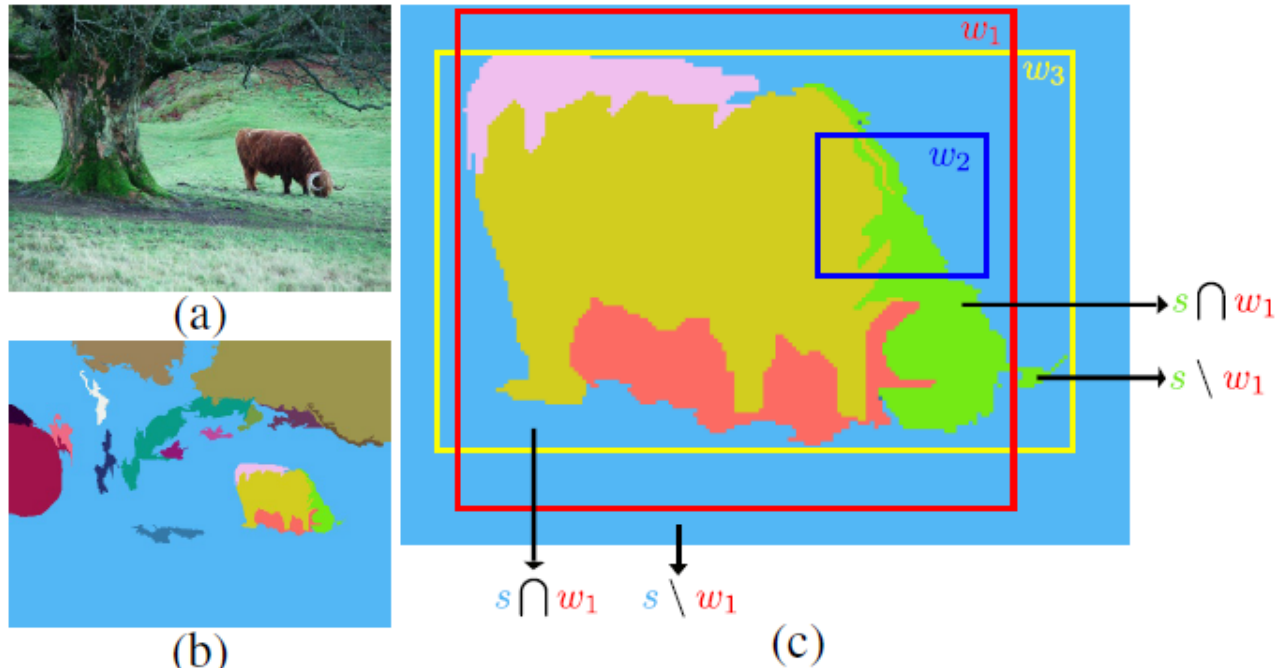 w₁
w₃
w₂
s ⋂ w₁
s \ w₁
(a)
s ⋂ w₁ s \ w₁
(b)
(c)